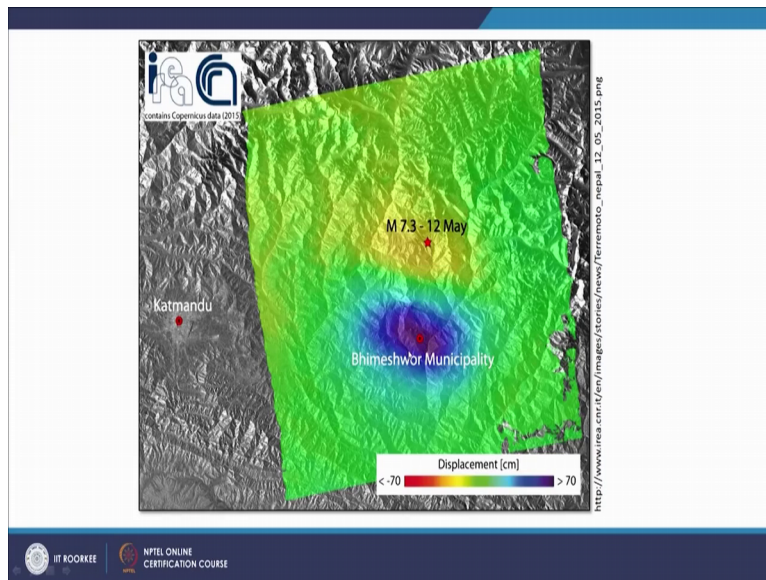 irea
contains Copernicus data (2015)
M 7.3 - 12 May
Katmandu
Bhimeshwor Municipality
Displacement [cm]
< -70
> 70
http://www.irea.cnr.it/en/images/stories/news/Terremoto_nepal_12_05_2015.png
IIT ROORKEE
NPTEL ONLINE
CERTIFICATION COURSE